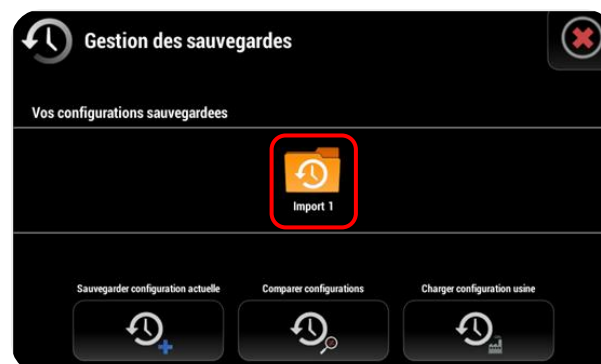 Gestion des sauvegardes
Vos configurations sauvegardees
Import 1
Sauvegarder configuration actuelle
Comparer configurations
Charger configuration usine